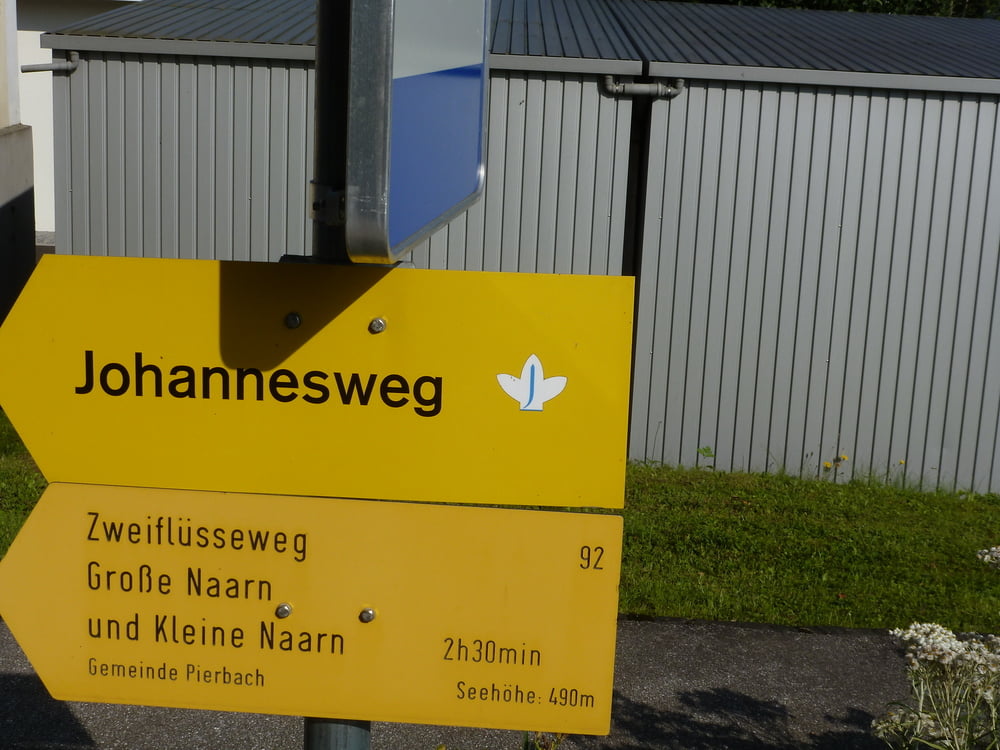 Johannesweg
J
Zweiflüsseweg
92
Große Naarn
und Kleine Naarn
2h30min
Gemeinde Pierbach
Seehöhe: 490m